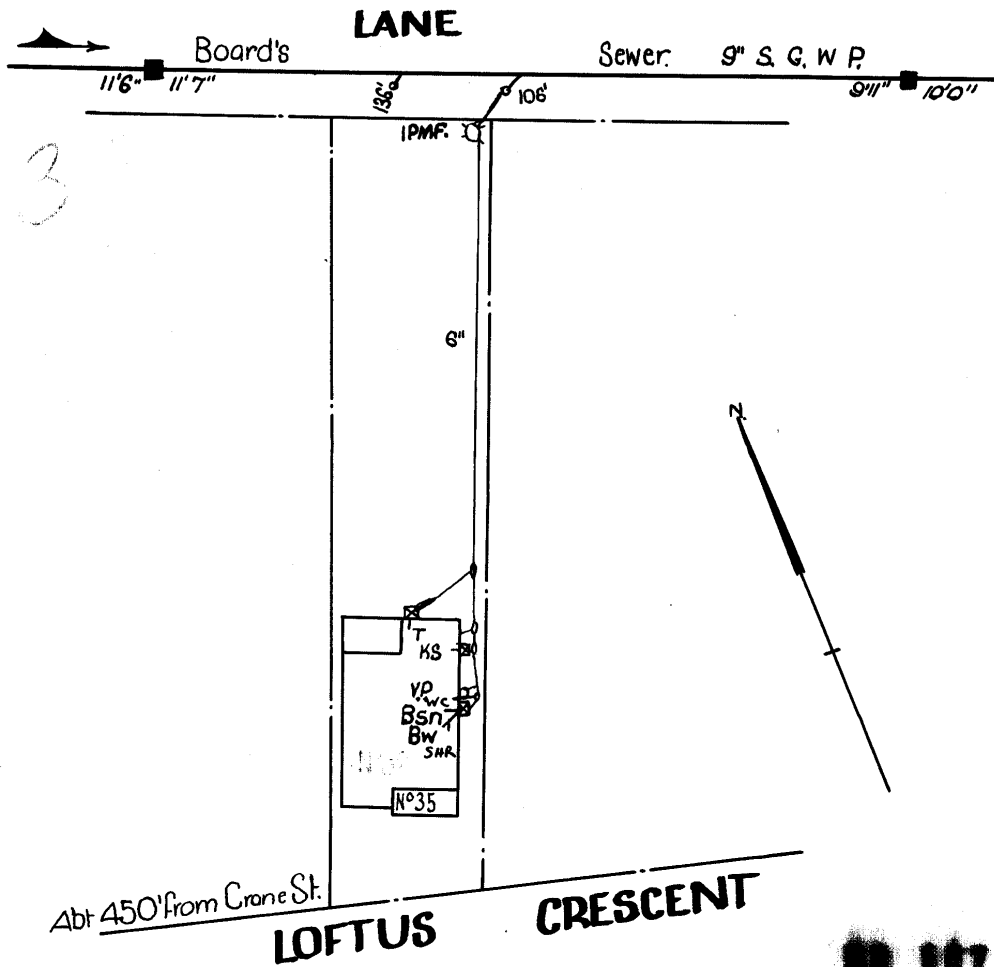 LANE
Board's Sewer. 9" S. G. W P.
11'6" 11'7" 9'11" 10'0"
136' 106'
1PMF.
3
6"
N.
T
KS
V.P.
WC
Bsn
Bw
SHR
Nº35
Abt 450' from Crane St.
LOFTUS CRESCENT